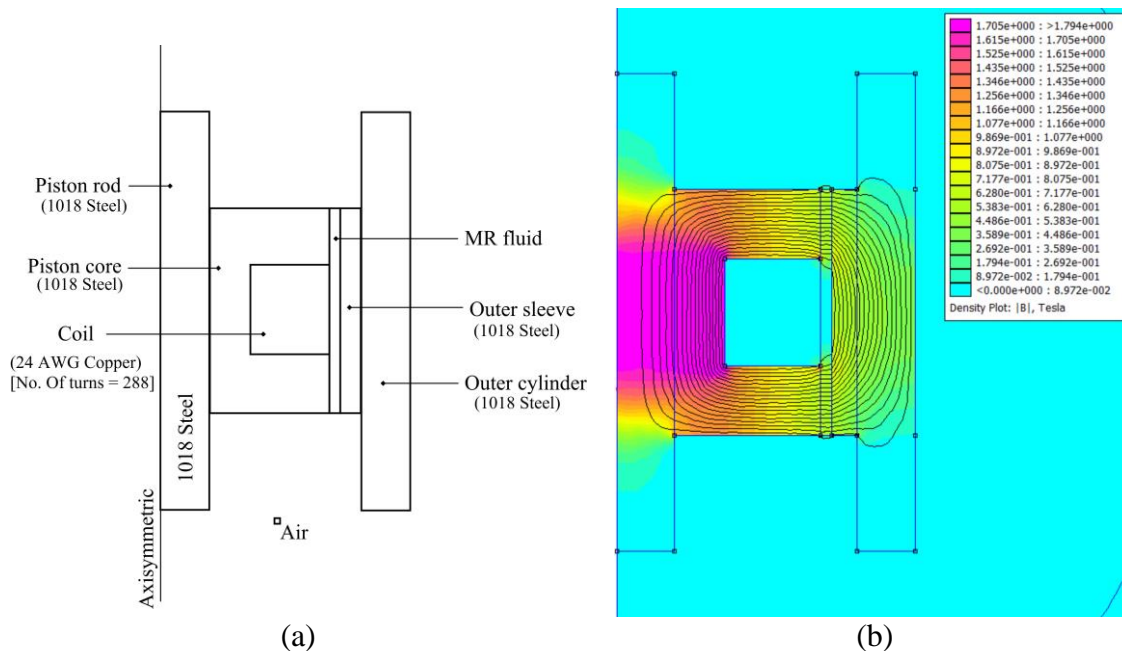 Piston rod
(1018 Steel)
Piston core
(1018 Steel)
Coil
(24 AWG Copper)
[No. Of turns = 288]
1018 Steel
Axisymmetric
MR fluid
Outer sleeve
(1018 Steel)
Outer cylinder
(1018 Steel)
Air
(a)
1.705e+000 : >1.794e+000
1.615e+000 : 1.705e+000
1.525e+000 : 1.615e+000
1.435e+000 : 1.525e+000
1.346e+000 : 1.435e+000
1.256e+000 : 1.346e+000
1.166e+000 : 1.256e+000
1.077e+000 : 1.166e+000
9.869e-001 : 1.077e+000
8.972e-001 : 9.869e-001
8.075e-001 : 8.972e-001
7.177e-001 : 8.075e-001
6.280e-001 : 7.177e-001
5.383e-001 : 6.280e-001
4.486e-001 : 5.383e-001
3.589e-001 : 4.486e-001
2.692e-001 : 3.589e-001
1.794e-001 : 2.692e-001
8.972e-002 : 1.794e-001
<0.000e+000 : 8.972e-002
Density Plot: |B|, Tesla
(b)